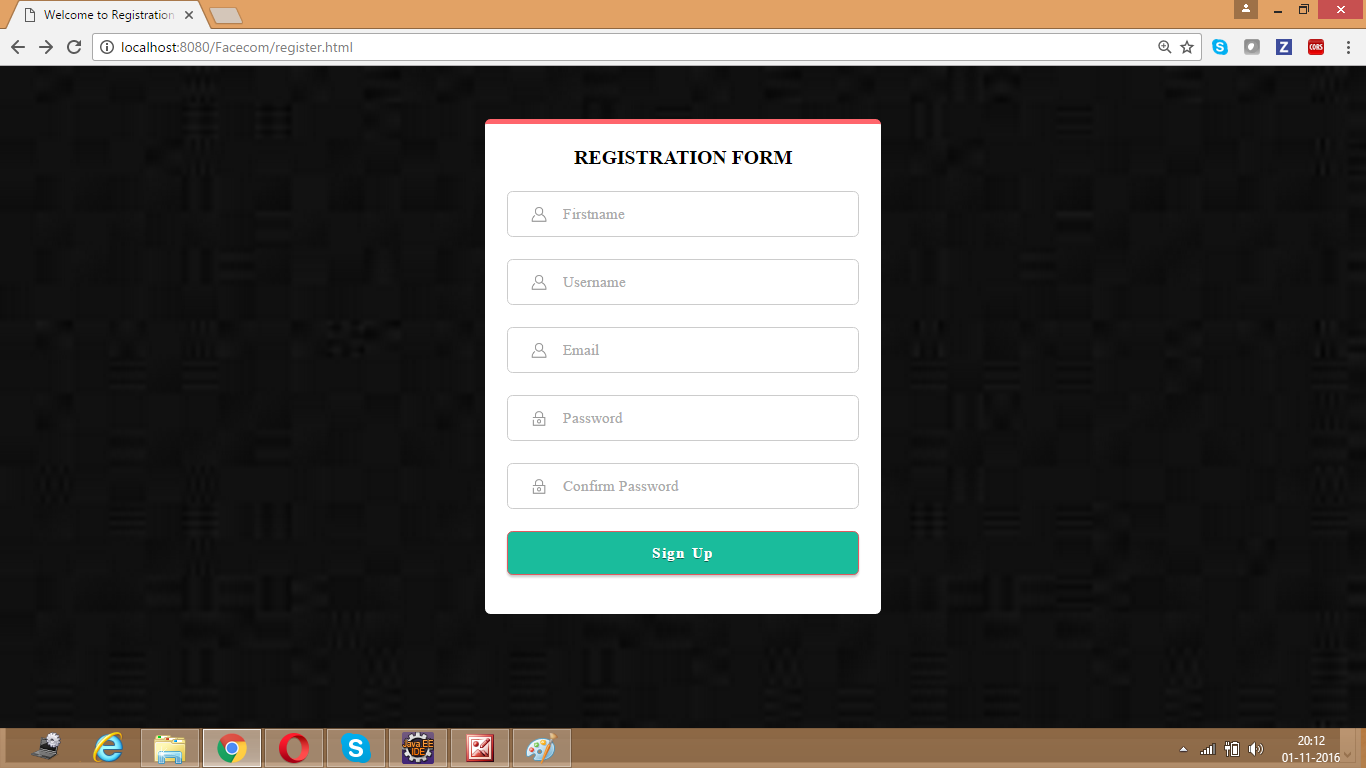 Welcome to Registration
localhost:8080/Facecom/register.html
Z
CORS
REGISTRATION FORM
Firstname
Username
Email
Password
Confirm Password
Sign Up
Java EE
IDE
20:12
01-11-2016